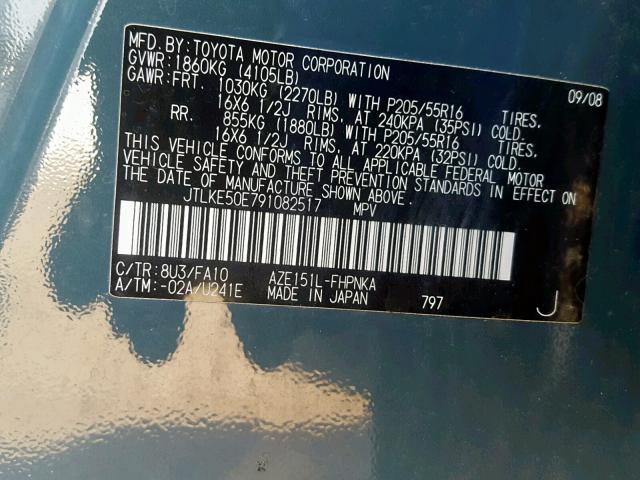 MFD. BY: TOYOTA MOTOR CORPORATION 09/08
GVWR: 1860KG (4105LB)
GAWR: FRT. 1030KG (2270LB) WITH P205/55R16 TIRES,
16X6 1/2J RIMS, AT 240KPA (35PSI) COLD.
RR. 855KG (1880LB) WITH P205/55R16 TIRES,
16X6 1/2J RIMS, AT 220KPA (32PSI) COLD.
THIS VEHICLE CONFORMS TO ALL APPLICABLE FEDERAL MOTOR
VEHICLE SAFETY AND THEFT PREVENTION STANDARDS IN EFFECT ON
THE DATE OF MANUFACTURE SHOWN ABOVE.
JTLKE50E791082517 MPV
C/TR: 8U3/FA10 AZE151L-FHPNKA
A/TM: -02A/U241E MADE IN JAPAN 797 J